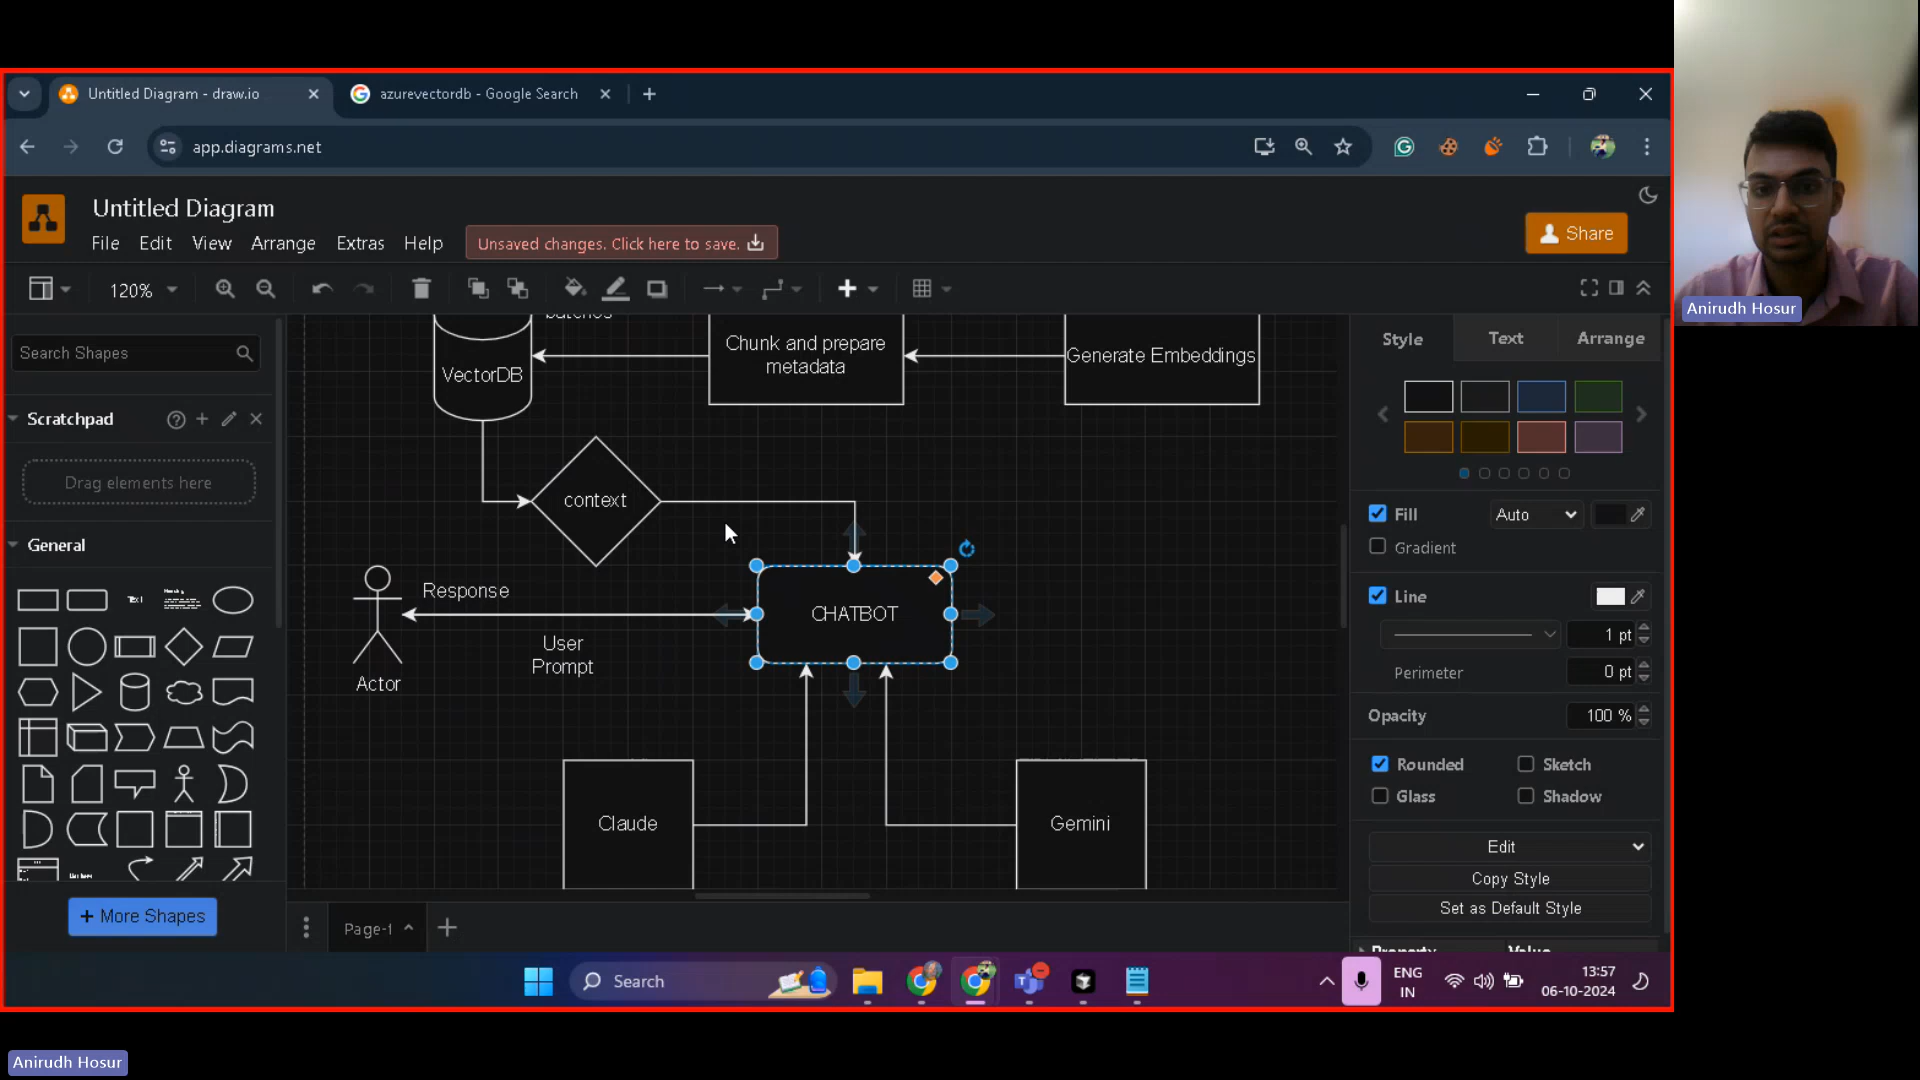 Untitled Diagram - draw.io
azurevectordb - Google Search
app.diagrams.net
Untitled Diagram
File Edit View Arrange Extras Help
Unsaved changes. Click here to save.
Share
120%
Search Shapes
Scratchpad
Drag elements here
General
Text
More Shapes
batches
VectorDB
Chunk and prepare
metadata
Generate Embeddings
context
Response
User
Prompt
Actor
CHATBOT
Claude
Gemini
Page-1
Style
Text
Arrange
Fill
Auto
Gradient
Line
1 pt
Perimeter
0 pt
Opacity
100 %
Rounded
Sketch
Glass
Shadow
Edit
Copy Style
Set as Default Style
Property
Value
Search
ENG
IN
13:57
06-10-2024
Anirudh Hosur
Anirudh Hosur